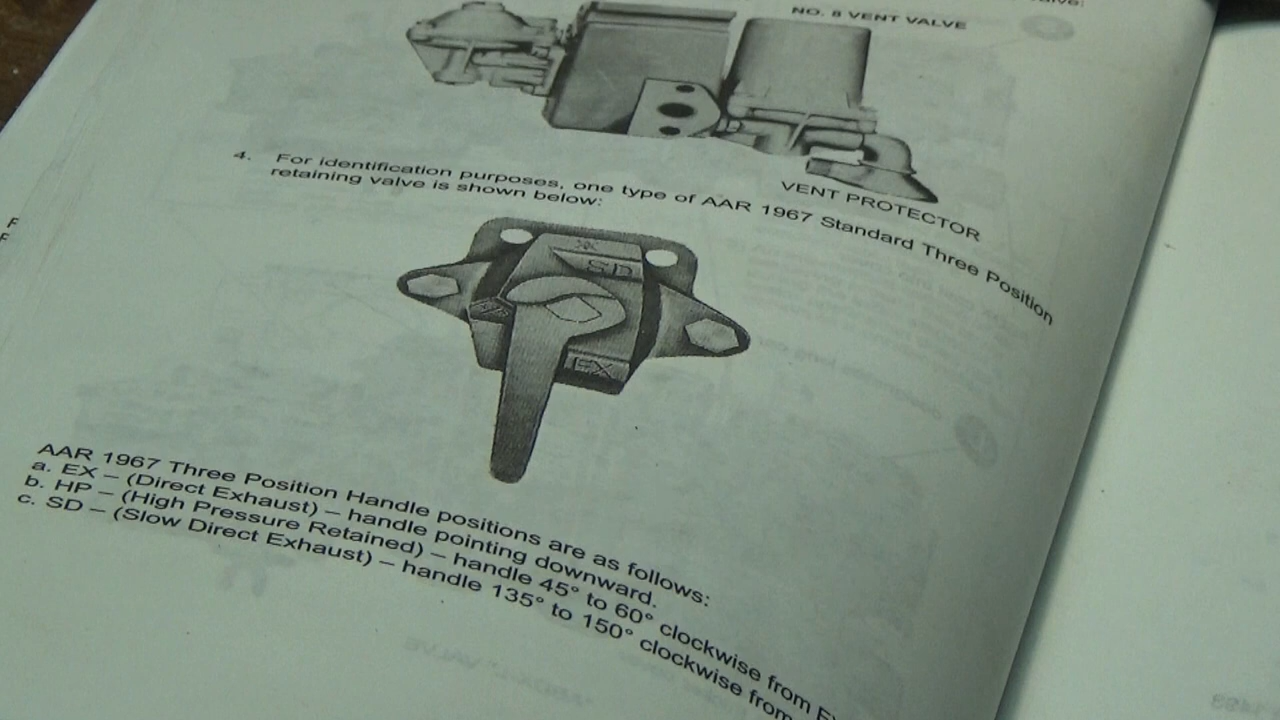 NO. 8 VENT VALVE
VENT PROTECTOR
4. For identification purposes, one type of AAR 1967 Standard Three Position
retaining valve is shown below:
SD
EX
AAR 1967 Three Position Handle positions are as follows:
a. EX – (Direct Exhaust) – handle pointing downward.
b. HP – (High Pressure Retained) – handle 45° to 60° clockwise from
c. SD – (Slow Direct Exhaust) – handle 135° to 150° clockwise from